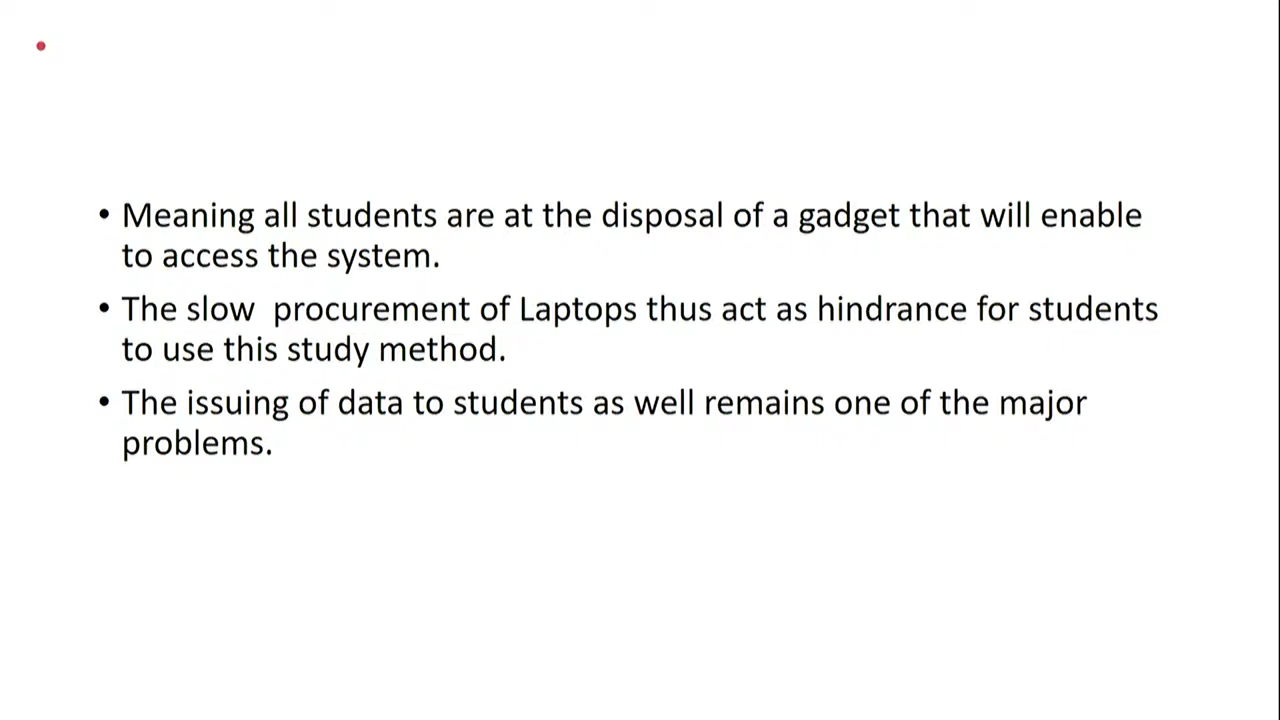 • Meaning all students are at the disposal of a gadget that will enable
to access the system.
• The slow  procurement of Laptops thus act as hindrance for students
to use this study method.
• The issuing of data to students as well remains one of the major
problems.